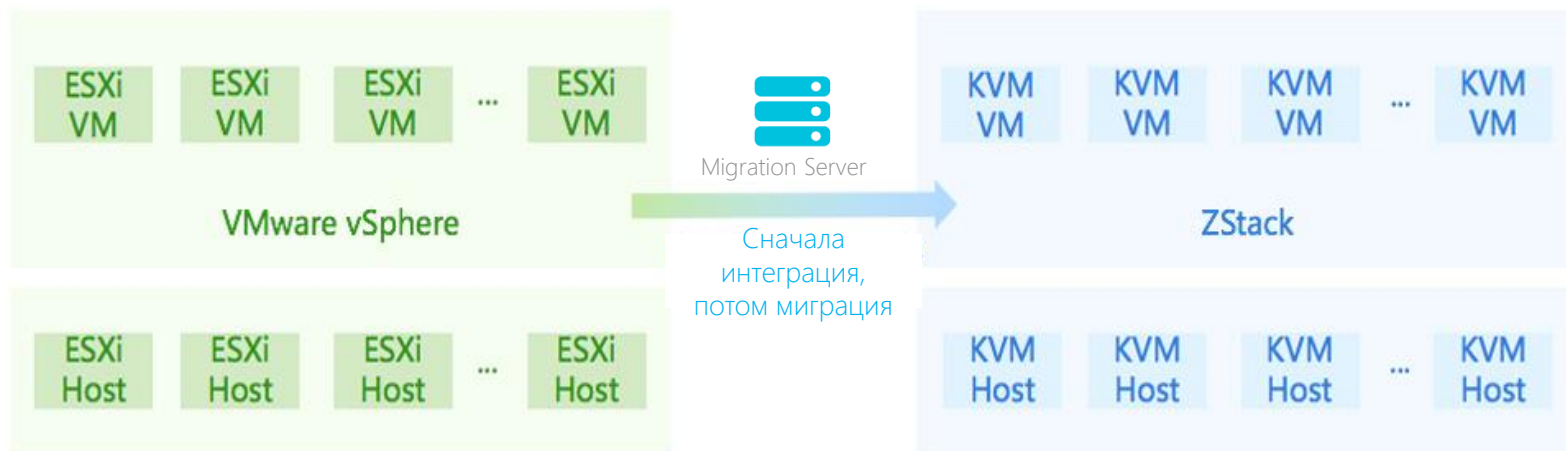 ESXi ESXi ESXi ... ESXi
VM VM VM VM
VMware vSphere
ESXi ESXi ESXi ... ESXi
Host Host Host Host
Migration Server
Сначала
интеграция,
потом миграция
KVM KVM KVM ... KVM
VM VM VM VM
ZStack
KVM KVM KVM ... KVM
Host Host Host Host